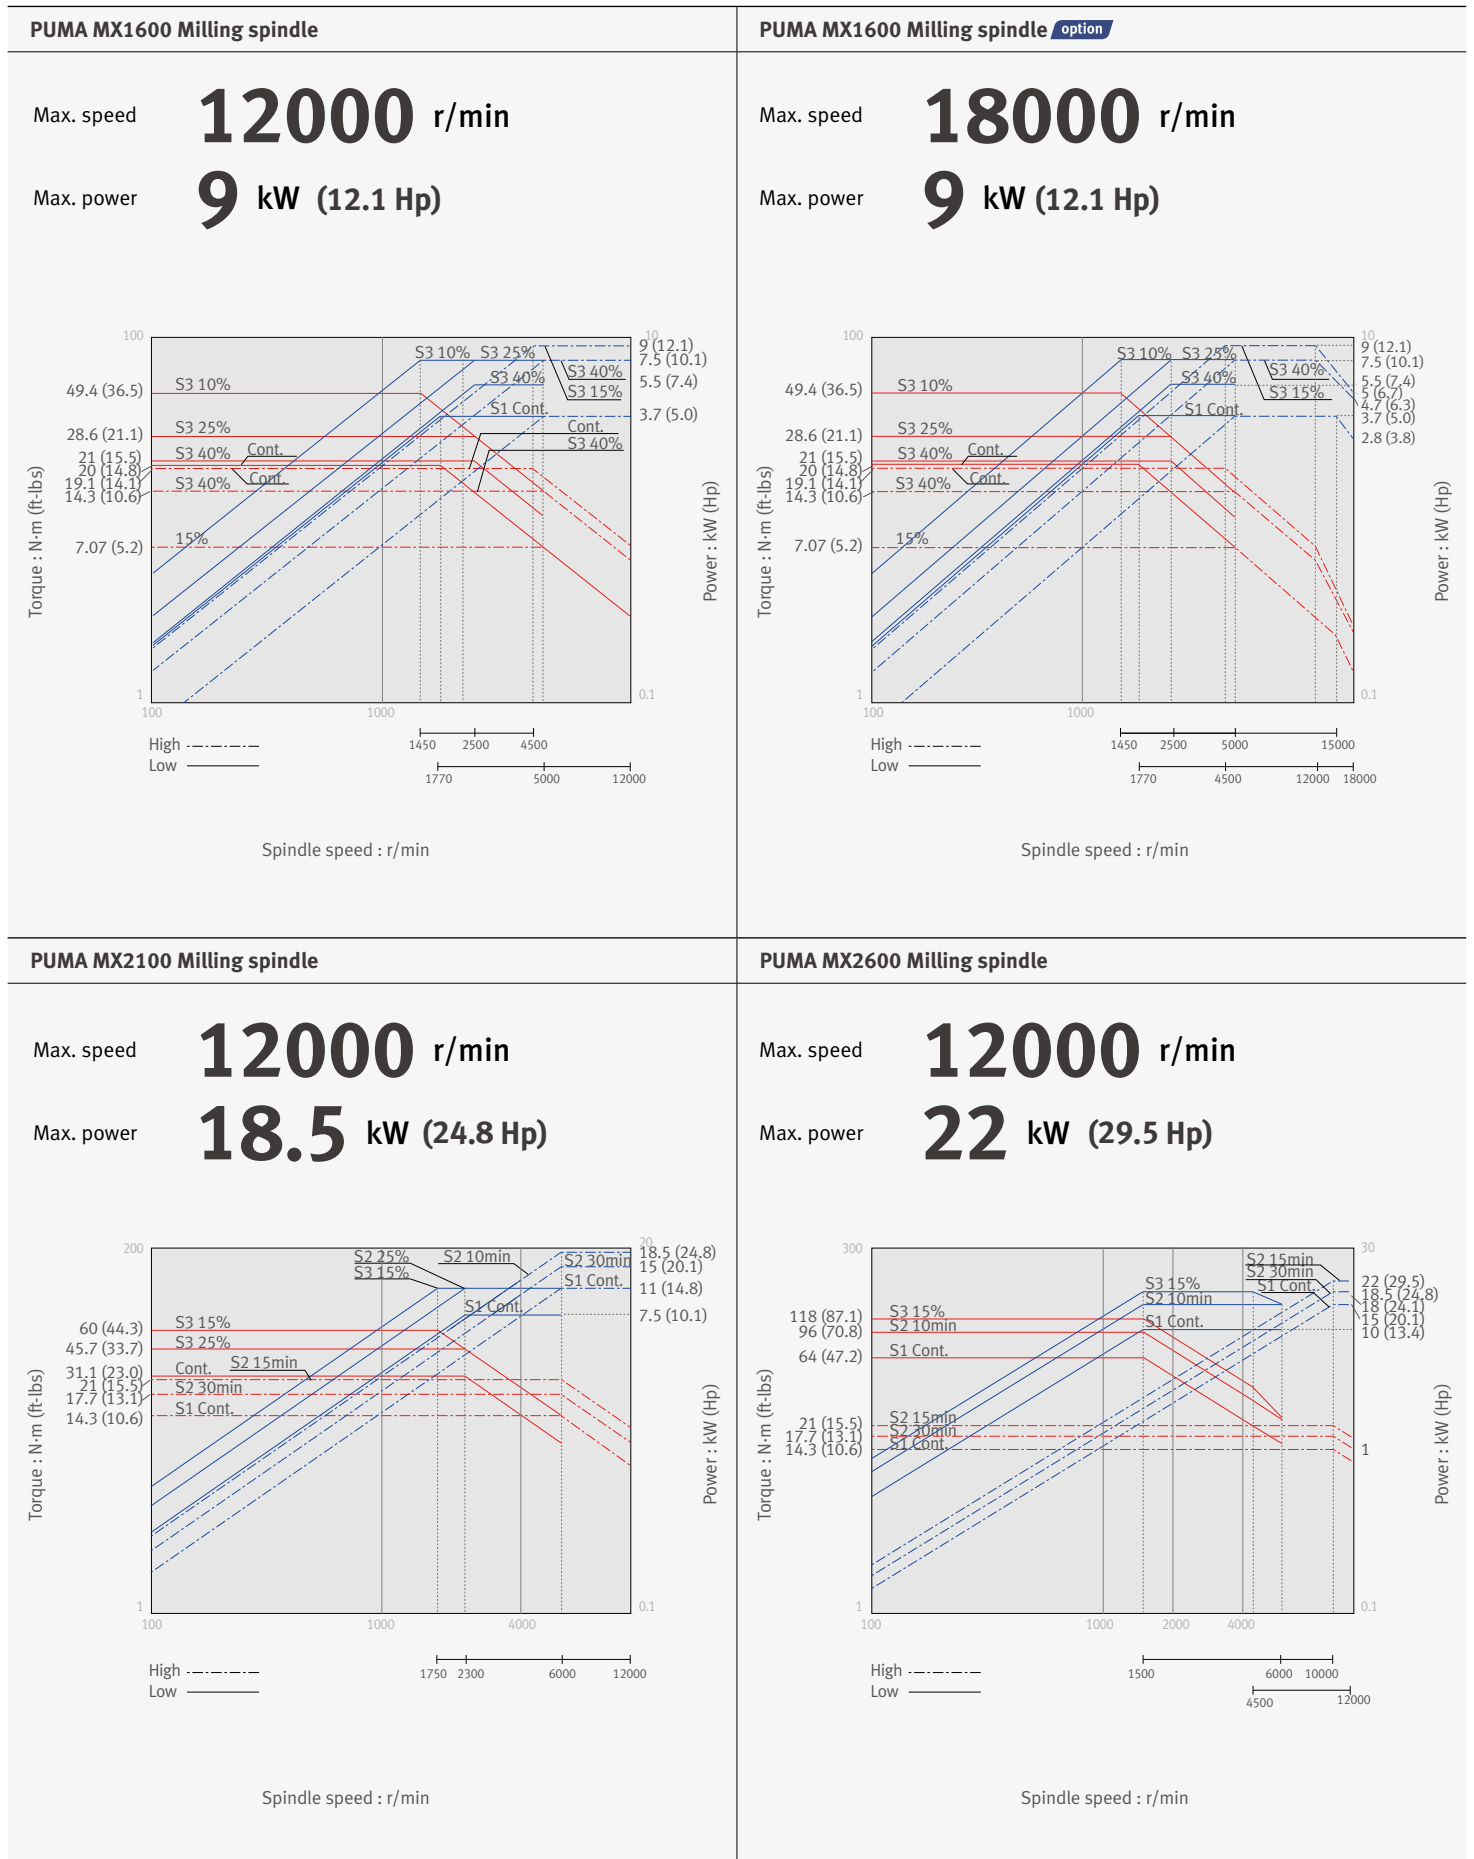 PUMA MX1600 Milling spindle
Max. speed 12000 r/min
Max. power 9 kW (12.1 Hp)
100
10
49.4 (36.5)
28.6 (21.1)
21 (15.5)
20 (14.8)
19.1 (14.1)
14.3 (10.6)
7.07 (5.2)
1
S3 10%
S3 25%
S3 40%
Cont.
Cont.
S3 40%
15%
S3 10%
S3 25%
S3 40%
S1 Cont.
S3 40%
S3 15%
Cont.
S3 40%
9 (12.1)
7.5 (10.1)
5.5 (7.4)
3.7 (5.0)
0.1
Torque : N·m (ft-lbs)
Power : kW (Hp)
100
1000
High
Low
1450
2500
4500
1770
5000
12000
Spindle speed : r/min
PUMA MX1600 Milling spindle option
Max. speed 18000 r/min
Max. power 9 kW (12.1 Hp)
100
10
49.4 (36.5)
28.6 (21.1)
21 (15.5)
20 (14.8)
19.1 (14.1)
14.3 (10.6)
7.07 (5.2)
1
S3 10%
S3 25%
S3 40%
Cont.
Cont.
S3 40%
15%
S3 10%
S3 25%
S3 40%
S1 Cont.
S3 40%
S3 15%
9 (12.1)
7.5 (10.1)
5.5 (7.4)
5 (6.7)
4.7 (6.3)
3.7 (5.0)
2.8 (3.8)
0.1
Torque : N·m (ft-lbs)
Power : kW (Hp)
100
1000
High
Low
1450
2500
5000
15000
1770
4500
12000
18000
Spindle speed : r/min
PUMA MX2100 Milling spindle
Max. speed 12000 r/min
Max. power 18.5 kW (24.8 Hp)
200
20
60 (44.3)
45.7 (33.7)
31.1 (23.0)
21 (15.5)
17.7 (13.1)
14.3 (10.6)
1
S3 15%
S3 25%
Cont.
S2 15min
S2 30min
S1 Cont.
S2 25%
S3 15%
S2 10min
S2 30min
S1 Cont.
S1 Cont.
18.5 (24.8)
15 (20.1)
11 (14.8)
7.5 (10.1)
0.1
Torque : N·m (ft-lbs)
Power : kW (Hp)
100
1000
4000
High
Low
1750
2300
6000
12000
Spindle speed : r/min
PUMA MX2600 Milling spindle
Max. speed 12000 r/min
Max. power 22 kW (29.5 Hp)
300
30
118 (87.1)
96 (70.8)
64 (47.2)
21 (15.5)
17.7 (13.1)
14.3 (10.6)
1
S3 15%
S2 10min
S1 Cont.
S2 15min
S2 30min
S1 Cont.
S3 15%
S2 10min
S1 Cont.
S2 15min
S2 30min
S1 Cont.
22 (29.5)
18.5 (24.8)
18 (24.1)
15 (20.1)
10 (13.4)
1
0.1
Torque : N·m (ft-lbs)
Power : kW (Hp)
100
1000
2000
4000
High
Low
1500
6000
10000
4500
12000
Spindle speed : r/min